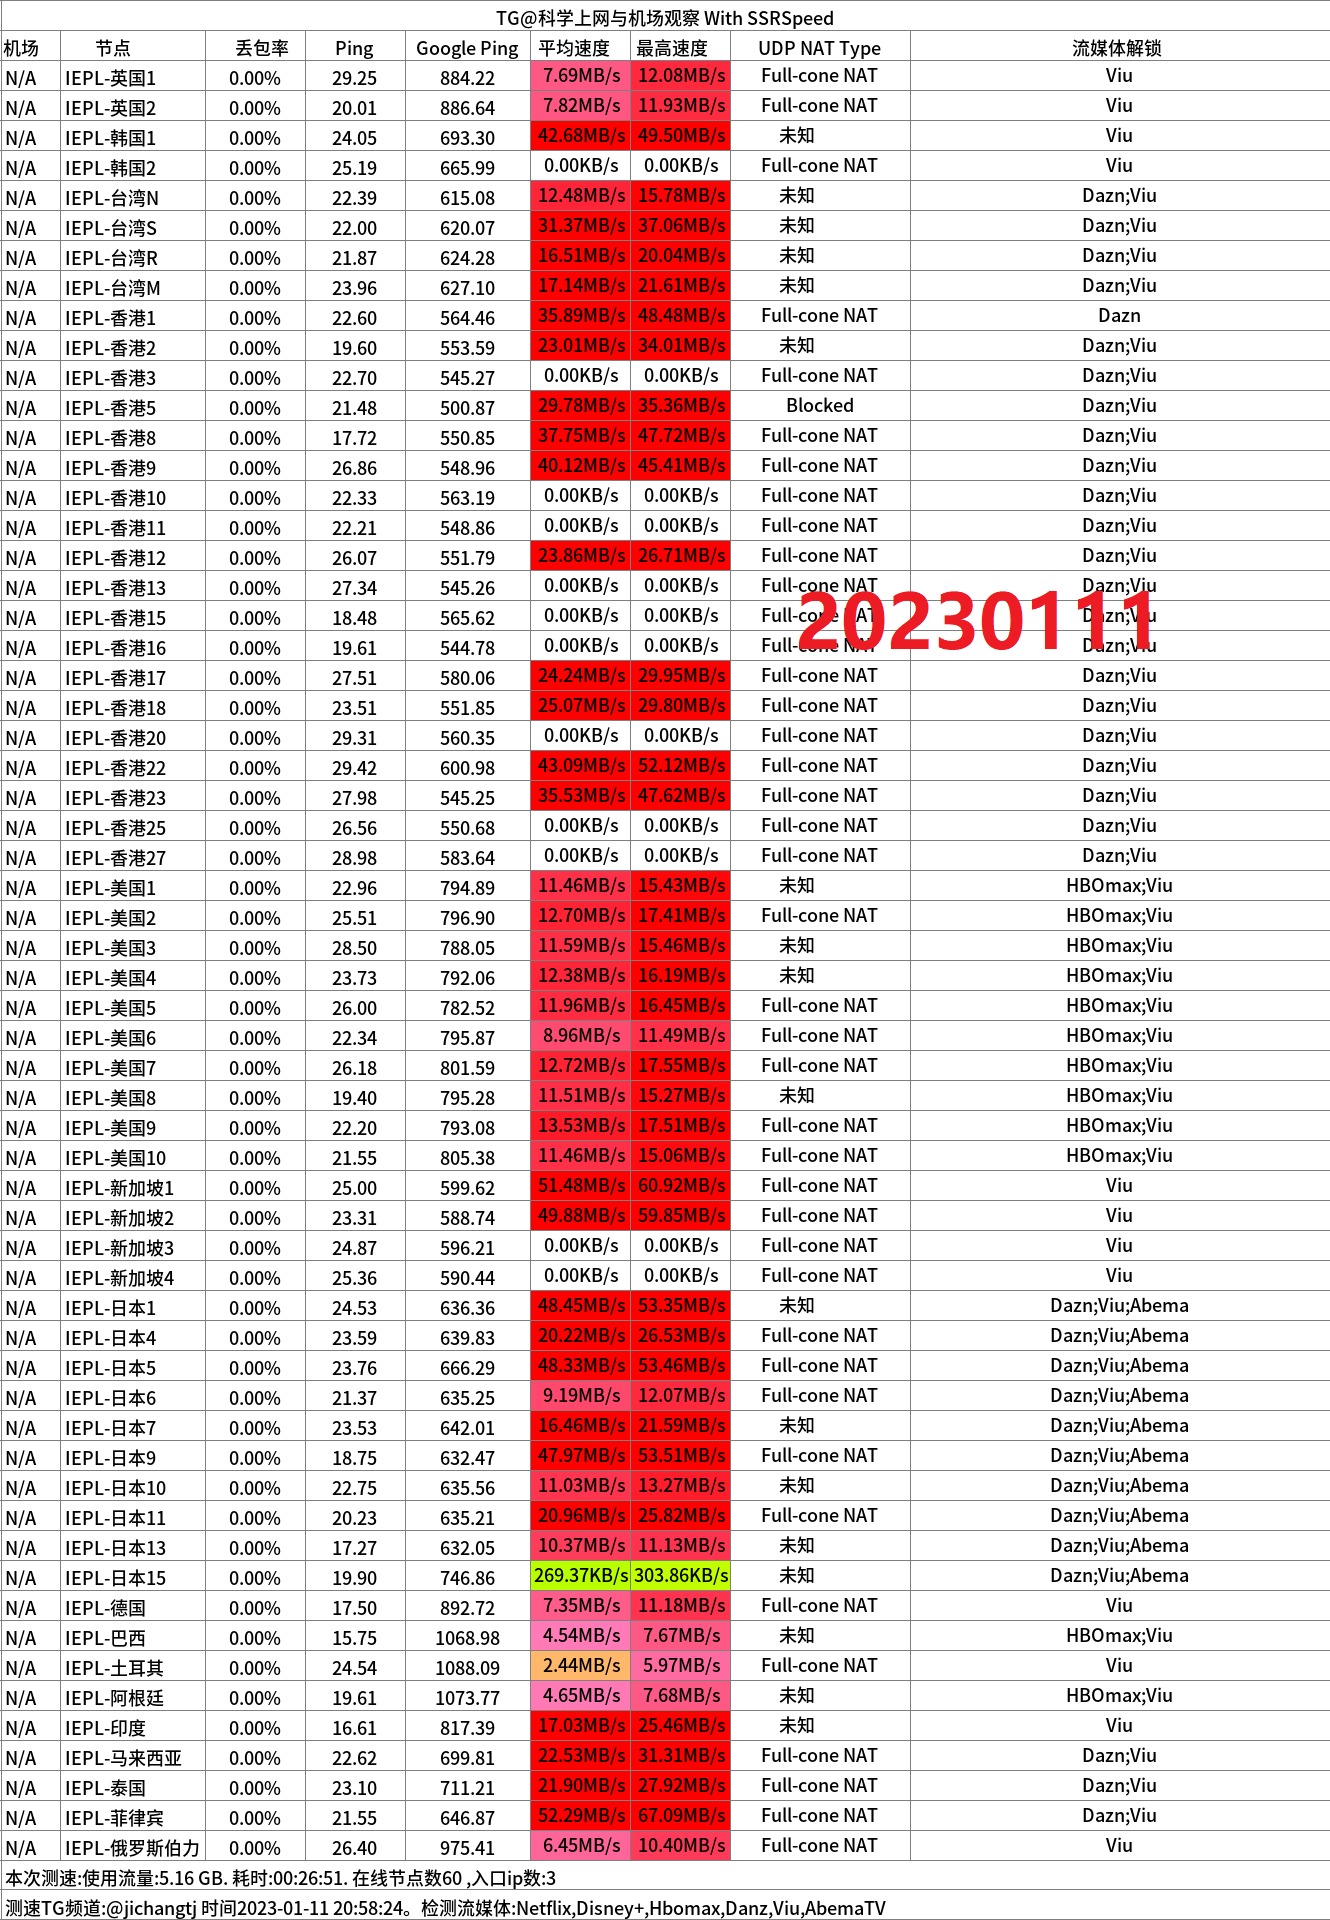 TG@科学上网与机场观察 With SSRSpeed
机场 节点 丢包率 Ping Google Ping 平均速度 最高速度 UDP NAT Type 流媒体解锁
N/A IEPL-英国1 0.00% 29.25 884.22 7.69MB/s 12.08MB/s Full-cone NAT Viu
N/A IEPL-英国2 0.00% 20.01 886.64 7.82MB/s 11.93MB/s Full-cone NAT Viu
N/A IEPL-韩国1 0.00% 24.05 693.30 42.68MB/s 49.50MB/s 未知 Viu
N/A IEPL-韩国2 0.00% 25.19 665.99 0.00KB/s 0.00KB/s Full-cone NAT Viu
N/A IEPL-台湾N 0.00% 22.39 615.08 12.48MB/s 15.78MB/s 未知 Dazn;Viu
N/A IEPL-台湾S 0.00% 22.00 620.07 31.37MB/s 37.06MB/s 未知 Dazn;Viu
N/A IEPL-台湾R 0.00% 21.87 624.28 16.51MB/s 20.04MB/s 未知 Dazn;Viu
N/A IEPL-台湾M 0.00% 23.96 627.10 17.14MB/s 21.61MB/s 未知 Dazn;Viu
N/A IEPL-香港1 0.00% 22.60 564.46 35.89MB/s 48.48MB/s Full-cone NAT Dazn
N/A IEPL-香港2 0.00% 19.60 553.59 23.01MB/s 34.01MB/s 未知 Dazn;Viu
N/A IEPL-香港3 0.00% 22.70 545.27 0.00KB/s 0.00KB/s Full-cone NAT Dazn;Viu
N/A IEPL-香港5 0.00% 21.48 500.87 29.78MB/s 35.36MB/s Blocked Dazn;Viu
N/A IEPL-香港8 0.00% 17.72 550.85 37.75MB/s 47.72MB/s Full-cone NAT Dazn;Viu
N/A IEPL-香港9 0.00% 26.86 548.96 40.12MB/s 45.41MB/s Full-cone NAT Dazn;Viu
N/A IEPL-香港10 0.00% 22.33 563.19 0.00KB/s 0.00KB/s Full-cone NAT Dazn;Viu
N/A IEPL-香港11 0.00% 22.21 548.86 0.00KB/s 0.00KB/s Full-cone NAT Dazn;Viu
N/A IEPL-香港12 0.00% 26.07 551.79 23.86MB/s 26.71MB/s Full-cone NAT Dazn;Viu
N/A IEPL-香港13 0.00% 27.34 545.26 0.00KB/s 0.00KB/s Full-cone NAT Dazn;Viu
N/A IEPL-香港15 0.00% 18.48 565.62 0.00KB/s 0.00KB/s Full-cone NAT Dazn;Viu
20230111
N/A IEPL-香港16 0.00% 19.61 544.78 0.00KB/s 0.00KB/s Full-cone NAT Dazn;Viu
N/A IEPL-香港17 0.00% 27.51 580.06 24.24MB/s 29.95MB/s Full-cone NAT Dazn;Viu
N/A IEPL-香港18 0.00% 23.51 551.85 25.07MB/s 29.80MB/s Full-cone NAT Dazn;Viu
N/A IEPL-香港20 0.00% 29.31 560.35 0.00KB/s 0.00KB/s Full-cone NAT Dazn;Viu
N/A IEPL-香港22 0.00% 29.42 600.98 43.09MB/s 52.12MB/s Full-cone NAT Dazn;Viu
N/A IEPL-香港23 0.00% 27.98 545.25 35.53MB/s 47.62MB/s Full-cone NAT Dazn;Viu
N/A IEPL-香港25 0.00% 26.56 550.68 0.00KB/s 0.00KB/s Full-cone NAT Dazn;Viu
N/A IEPL-香港27 0.00% 28.98 583.64 0.00KB/s 0.00KB/s Full-cone NAT Dazn;Viu
N/A IEPL-美国1 0.00% 22.96 794.89 11.46MB/s 15.43MB/s 未知 HBOmax;Viu
N/A IEPL-美国2 0.00% 25.51 796.90 12.70MB/s 17.41MB/s Full-cone NAT HBOmax;Viu
N/A IEPL-美国3 0.00% 28.50 788.05 11.59MB/s 15.46MB/s 未知 HBOmax;Viu
N/A IEPL-美国4 0.00% 23.73 792.06 12.38MB/s 16.19MB/s 未知 HBOmax;Viu
N/A IEPL-美国5 0.00% 26.00 782.52 11.96MB/s 16.45MB/s Full-cone NAT HBOmax;Viu
N/A IEPL-美国6 0.00% 22.34 795.87 8.96MB/s 11.49MB/s Full-cone NAT HBOmax;Viu
N/A IEPL-美国7 0.00% 26.18 801.59 12.72MB/s 17.55MB/s Full-cone NAT HBOmax;Viu
N/A IEPL-美国8 0.00% 19.40 795.28 11.51MB/s 15.27MB/s 未知 HBOmax;Viu
N/A IEPL-美国9 0.00% 22.20 793.08 13.53MB/s 17.51MB/s Full-cone NAT HBOmax;Viu
N/A IEPL-美国10 0.00% 21.55 805.38 11.46MB/s 15.06MB/s Full-cone NAT HBOmax;Viu
N/A IEPL-新加坡1 0.00% 25.00 599.62 51.48MB/s 60.92MB/s Full-cone NAT Viu
N/A IEPL-新加坡2 0.00% 23.31 588.74 49.88MB/s 59.85MB/s Full-cone NAT Viu
N/A IEPL-新加坡3 0.00% 24.87 596.21 0.00KB/s 0.00KB/s Full-cone NAT Viu
N/A IEPL-新加坡4 0.00% 25.36 590.44 0.00KB/s 0.00KB/s Full-cone NAT Viu
N/A IEPL-日本1 0.00% 24.53 636.36 48.45MB/s 53.35MB/s 未知 Dazn;Viu;Abema
N/A IEPL-日本4 0.00% 23.59 639.83 20.22MB/s 26.53MB/s Full-cone NAT Dazn;Viu;Abema
N/A IEPL-日本5 0.00% 23.76 666.29 48.33MB/s 53.46MB/s Full-cone NAT Dazn;Viu;Abema
N/A IEPL-日本6 0.00% 21.37 635.25 9.19MB/s 12.07MB/s Full-cone NAT Dazn;Viu;Abema
N/A IEPL-日本7 0.00% 23.53 642.01 16.46MB/s 21.59MB/s 未知 Dazn;Viu;Abema
N/A IEPL-日本9 0.00% 18.75 632.47 47.97MB/s 53.51MB/s Full-cone NAT Dazn;Viu;Abema
N/A IEPL-日本10 0.00% 22.75 635.56 11.03MB/s 13.27MB/s 未知 Dazn;Viu;Abema
N/A IEPL-日本11 0.00% 20.23 635.21 20.96MB/s 25.82MB/s Full-cone NAT Dazn;Viu;Abema
N/A IEPL-日本13 0.00% 17.27 632.05 10.37MB/s 11.13MB/s 未知 Dazn;Viu;Abema
N/A IEPL-日本15 0.00% 19.90 746.86 269.37KB/s 303.86KB/s 未知 Dazn;Viu;Abema
N/A IEPL-德国 0.00% 17.50 892.72 7.35MB/s 11.18MB/s Full-cone NAT Viu
N/A IEPL-巴西 0.00% 15.75 1068.98 4.54MB/s 7.67MB/s 未知 HBOmax;Viu
N/A IEPL-土耳其 0.00% 24.54 1088.09 2.44MB/s 5.97MB/s Full-cone NAT Viu
N/A IEPL-阿根廷 0.00% 19.61 1073.77 4.65MB/s 7.68MB/s 未知 HBOmax;Viu
N/A IEPL-印度 0.00% 16.61 817.39 17.03MB/s 25.46MB/s 未知 Viu
N/A IEPL-马来西亚 0.00% 22.62 699.81 22.53MB/s 31.31MB/s Full-cone NAT Dazn;Viu
N/A IEPL-泰国 0.00% 23.10 711.21 21.90MB/s 27.92MB/s Full-cone NAT Dazn;Viu
N/A IEPL-菲律宾 0.00% 21.55 646.87 52.29MB/s 67.09MB/s Full-cone NAT Dazn;Viu
N/A IEPL-俄罗斯伯力 0.00% 26.40 975.41 6.45MB/s 10.40MB/s Full-cone NAT Viu
本次测速:使用流量:5.16 GB. 耗时:00:26:51. 在线节点数60 ,入口ip数:3
测速TG频道:@jichangtj 时间2023-01-11 20:58:24。检测流媒体:Netflix,Disney+,Hbomax,Danz,Viu,AbemaTV